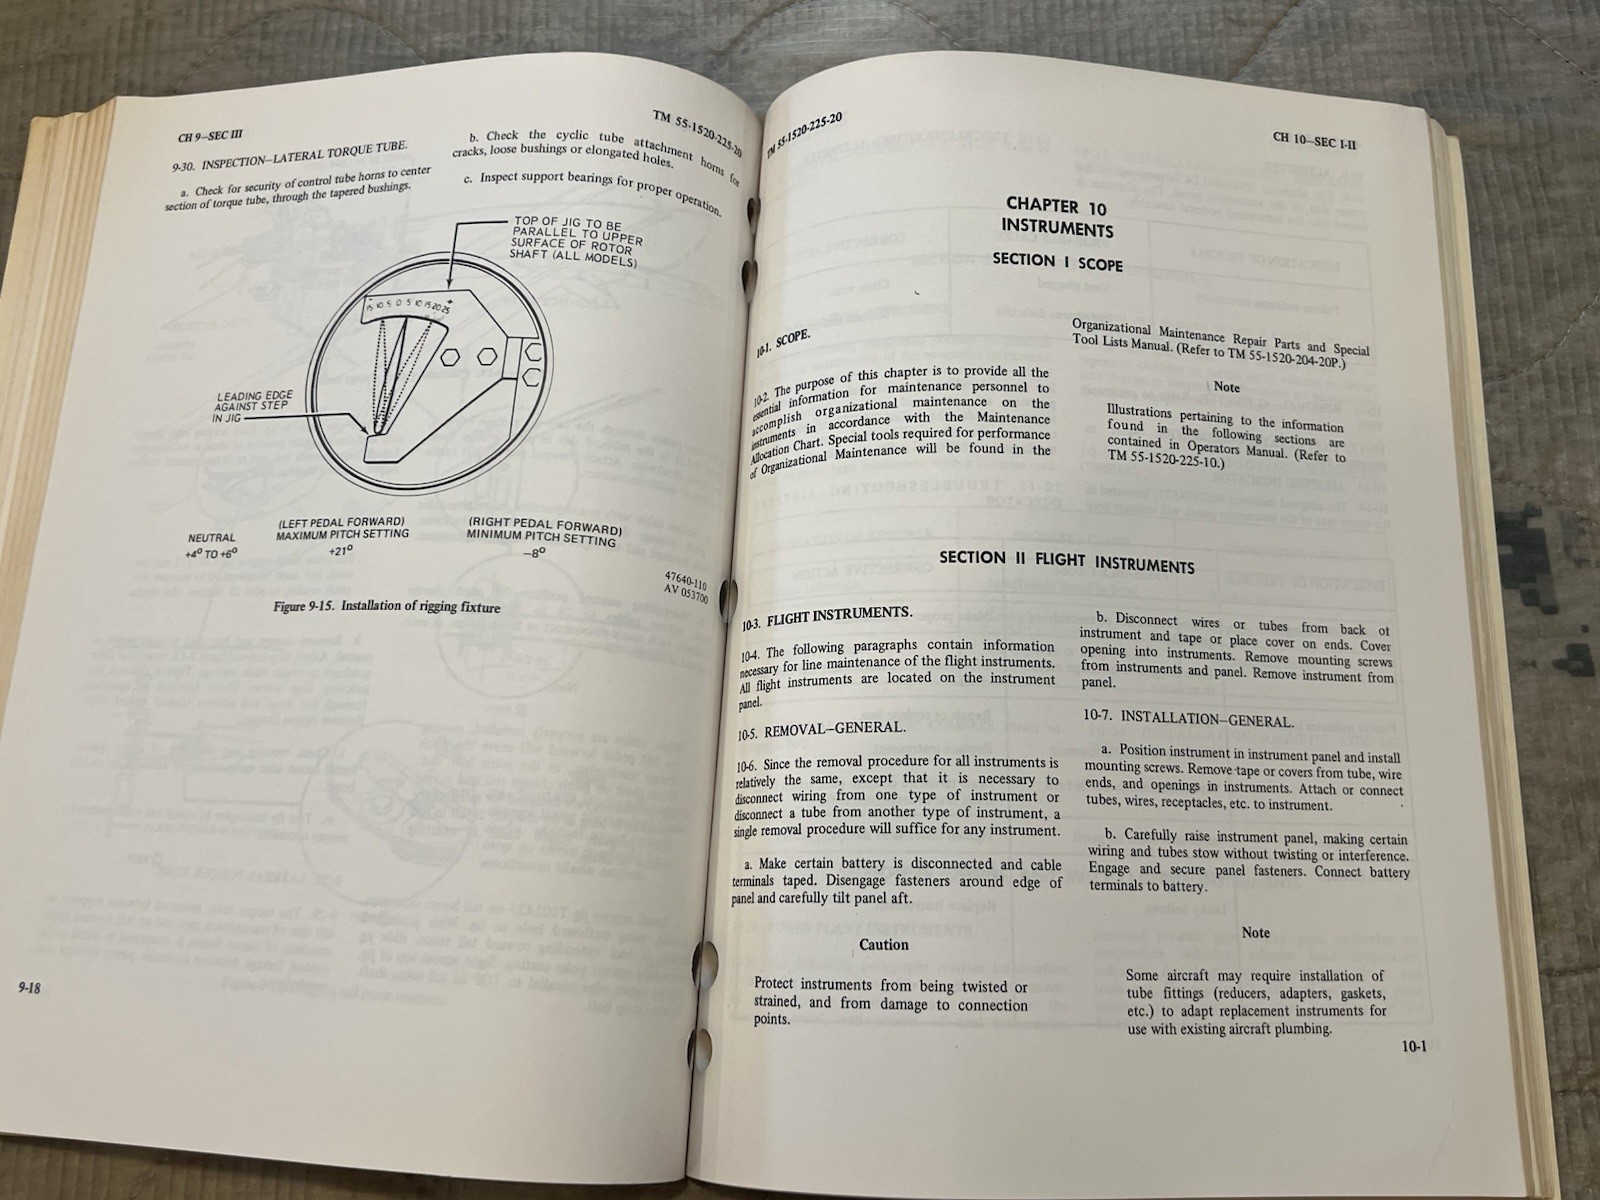 CH 9—SEC III
TM 55-1520-225-20
9-30. INSPECTION—LATERAL TORQUE TUBE.
a. Check for security of control tube horns to center
section of torque tube, through the tapered bushings.
b. Check the cyclic tube attachment horns for
cracks, loose bushings or elongated holes.
c. Inspect support bearings for proper operation.
TOP OF JIG TO BE
PARALLEL TO UPPER
SURFACE OF ROTOR
SHAFT (ALL MODELS)
- +
15 10 5 0 5 10 15 20 25
LEADING EDGE
AGAINST STEP
IN JIG
NEUTRAL
+4° TO +6°
(LEFT PEDAL FORWARD)
MAXIMUM PITCH SETTING
+21°
(RIGHT PEDAL FORWARD)
MINIMUM PITCH SETTING
—8°
47640-110
AV 053700
Figure 9-15. Installation of rigging fixture
9-18
TM 55-1520-225-20
CH 10—SEC I-II
CHAPTER 10
INSTRUMENTS
SECTION I SCOPE
10-1. SCOPE.
10-2. The purpose of this chapter is to provide all the
essential information for maintenance personnel to
accomplish organizational maintenance on the
instruments in accordance with the Maintenance
Allocation Chart. Special tools required for performance
of Organizational Maintenance will be found in the
Organizational Maintenance Repair Parts and Special
Tool Lists Manual. (Refer to TM 55-1520-204-20P.)
Note
Illustrations pertaining to the information
found in the following sections are
contained in Operators Manual. (Refer to
TM 55-1520-225-10.)
SECTION II FLIGHT INSTRUMENTS
10-3. FLIGHT INSTRUMENTS.
10-4. The following paragraphs contain information
necessary for line maintenance of the flight instruments.
All flight instruments are located on the instrument
panel.
10-5. REMOVAL—GENERAL.
10-6. Since the removal procedure for all instruments is
relatively the same, except that it is necessary to
disconnect wiring from one type of instrument or
disconnect a tube from another type of instrument, a
single removal procedure will suffice for any instrument.
a. Make certain battery is disconnected and cable
terminals taped. Disengage fasteners around edge of
panel and carefully tilt panel aft.
Caution
Protect instruments from being twisted or
strained, and from damage to connection
points.
b. Disconnect wires or tubes from back of
instrument and tape or place cover on ends. Cover
opening into instruments. Remove mounting screws
from instruments and panel. Remove instrument from
panel.
10-7. INSTALLATION—GENERAL.
a. Position instrument in instrument panel and install
mounting screws. Remove tape or covers from tube, wire
ends, and openings in instruments. Attach or connect
tubes, wires, receptacles, etc. to instrument.
b. Carefully raise instrument panel, making certain
wiring and tubes stow without twisting or interference.
Engage and secure panel fasteners. Connect battery
terminals to battery.
Note
Some aircraft may require installation of
tube fittings (reducers, adapters, gaskets,
etc.) to adapt replacement instruments for
use with existing aircraft plumbing.
10-1